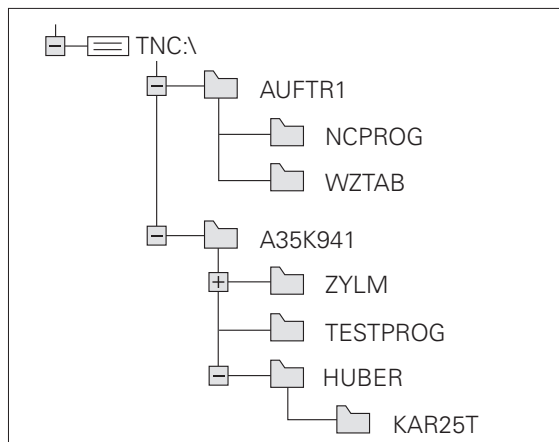 TNC:\
AUFTR1
NCPROG
WZTAB
A35K941
ZYLM
TESTPROG
HUBER
KAR25T